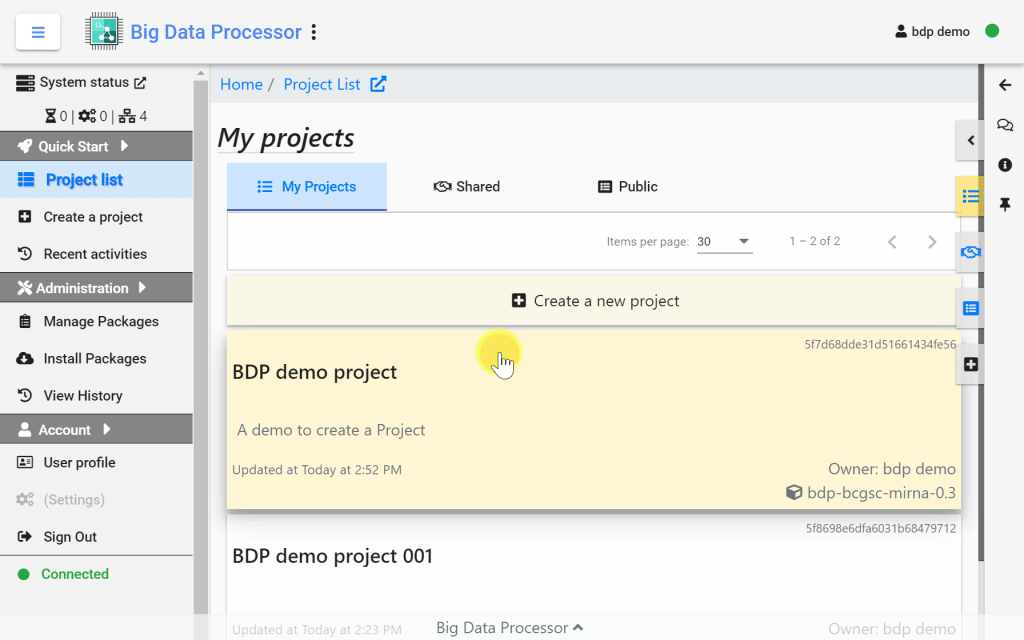 Big Data Processor
bdp demo
System status
0 | 0 | 4
Quick Start
Project list
Create a project
Recent activities
Administration
Manage Packages
Install Packages
View History
Account
User profile
(Settings)
Sign Out
Connected
Home / Project List
My projects
My Projects
Shared
Public
Items per page: 30
1 – 2 of 2
Create a new project
5f7d68dde31d51661434fe56
BDP demo project
A demo to create a Project
Updated at Today at 2:52 PM
Owner: bdp demo
bdp-bcgsc-mirna-0.3
5f8698e6dfa6031b68479712
BDP demo project 001
Updated at Today at 2:23 PM
Owner: bdp demo
Big Data Processor